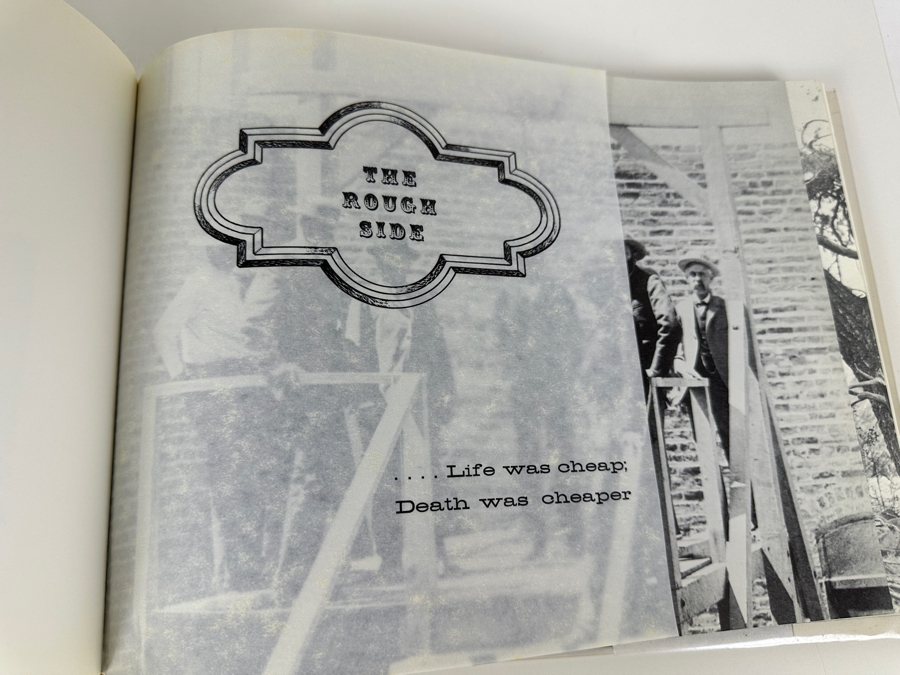 THE
ROUGH
SIDE
.... Life was cheap;
Death was cheaper